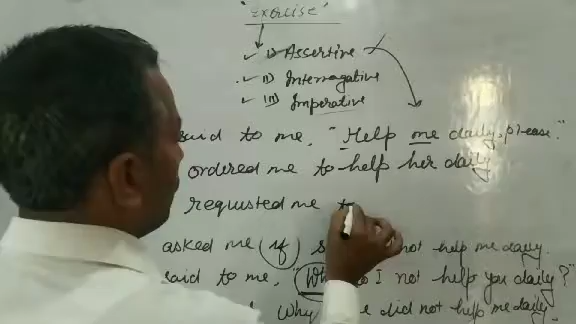 "Exercise"
✓ i) Assertive
✓ ii) Interrogative
✓ iii) Imperative
said to me, "Help me daily, please."
ordered me to help her daily
requsted me to
asked me if not help me daily.
said to me, "Why I not help you daily?"
Why did not help me daily.